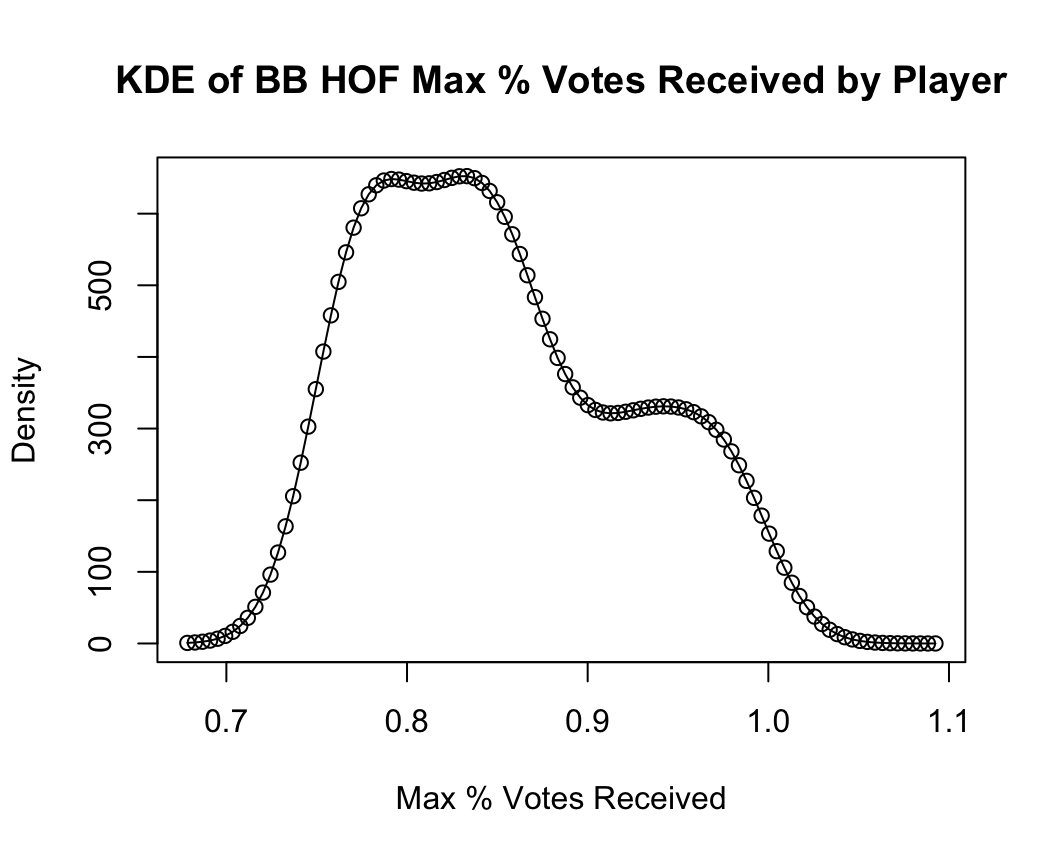 KDE of BB HOF Max % Votes Received by Player
Density
500
300
100
0
0.7 0.8 0.9 1.0 1.1
Max % Votes Received